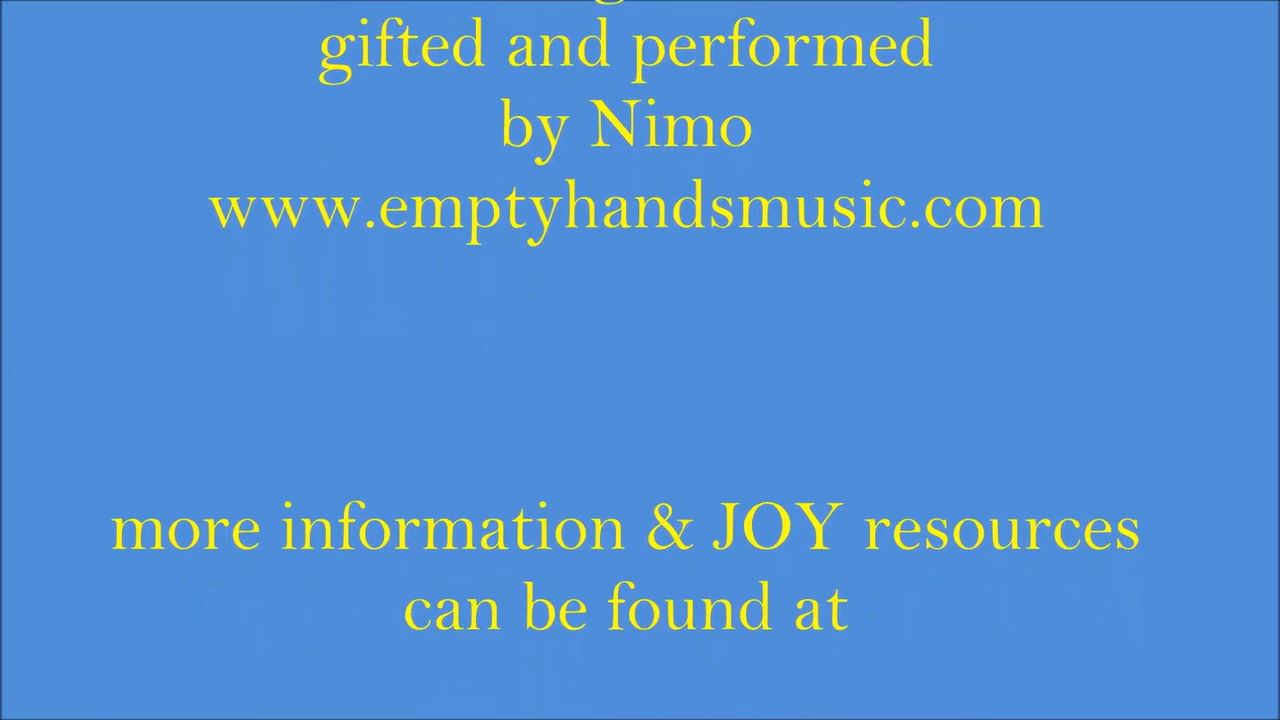 gifted and performed
by Nimo
www.emptyhandsmusic.com
more information & JOY resources
can be found at